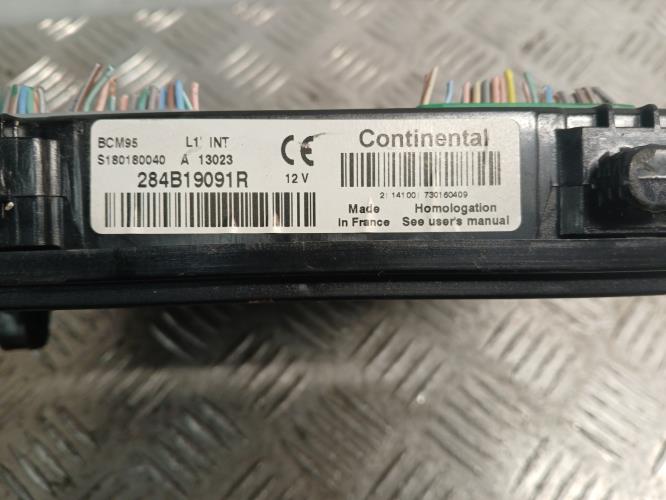 BCM95 L1 INT
S180180040 A 13023
284B19091R 12 V
CE
Continental
2 14100 730160409
Made in France
Homologation
See user's manual